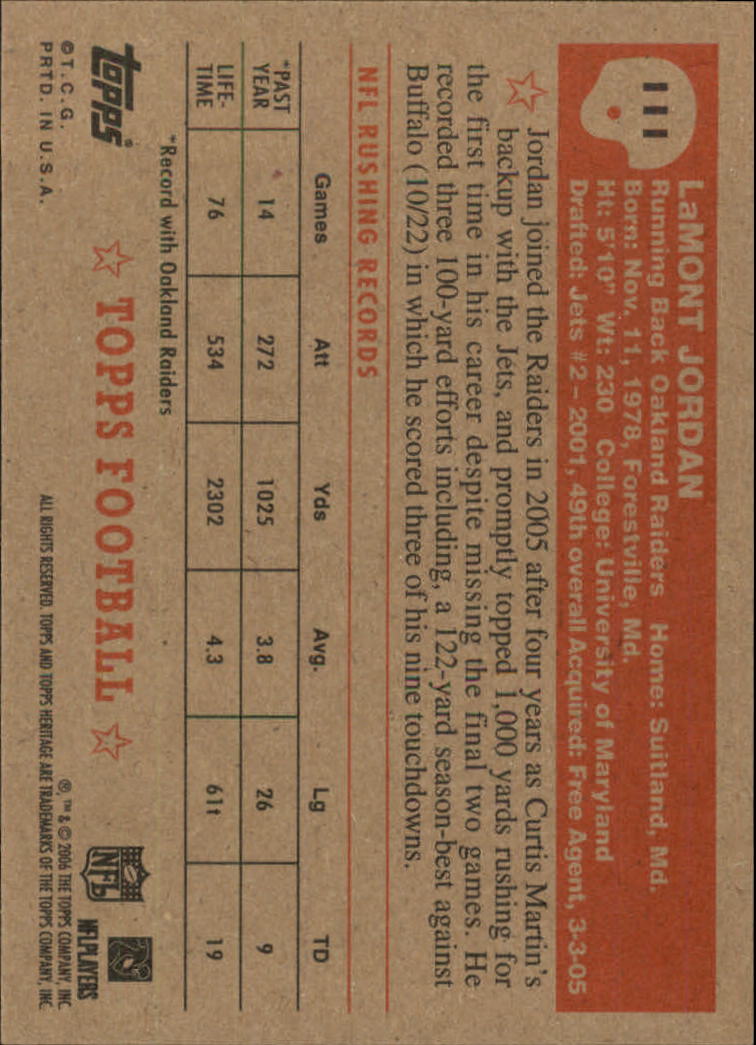 111
LaMONT JORDAN
Running Back Oakland Raiders Home: Suitland, Md.
Born: Nov. 11, 1978, Forestville, Md.
Ht: 5'10" Wt: 230 College: University of Maryland
Drafted: Jets #2 – 2001, 49th overall Acquired: Free Agent, 3-3-05
Jordan joined the Raiders in 2005 after four years as Curtis Martin's
backup with the Jets, and promptly topped 1,000 yards rushing for
the first time in his career despite missing the final two games. He
recorded three 100-yard efforts including, a 122-yard season-best against
Buffalo (10/22) in which he scored three of his nine touchdowns.
NFL RUSHING RECORDS
Games Att Yds Avg. Lg TD
*PAST
YEAR 14 272 1025 3.8 26 9
LIFE-
TIME 76 534 2302 4.3 61t 19
*Record with Oakland Raiders
topps®
TOPPS FOOTBALL
NFL
NFLPLAYERS
©T.C.G.
PRTD. IN U.S.A.
®, ™ & © 2006 THE TOPPS COMPANY, INC
ALL RIGHTS RESERVED. TOPPS AND TOPPS HERITAGE ARE TRADEMARKS OF THE TOPPS COMPANY, INC.